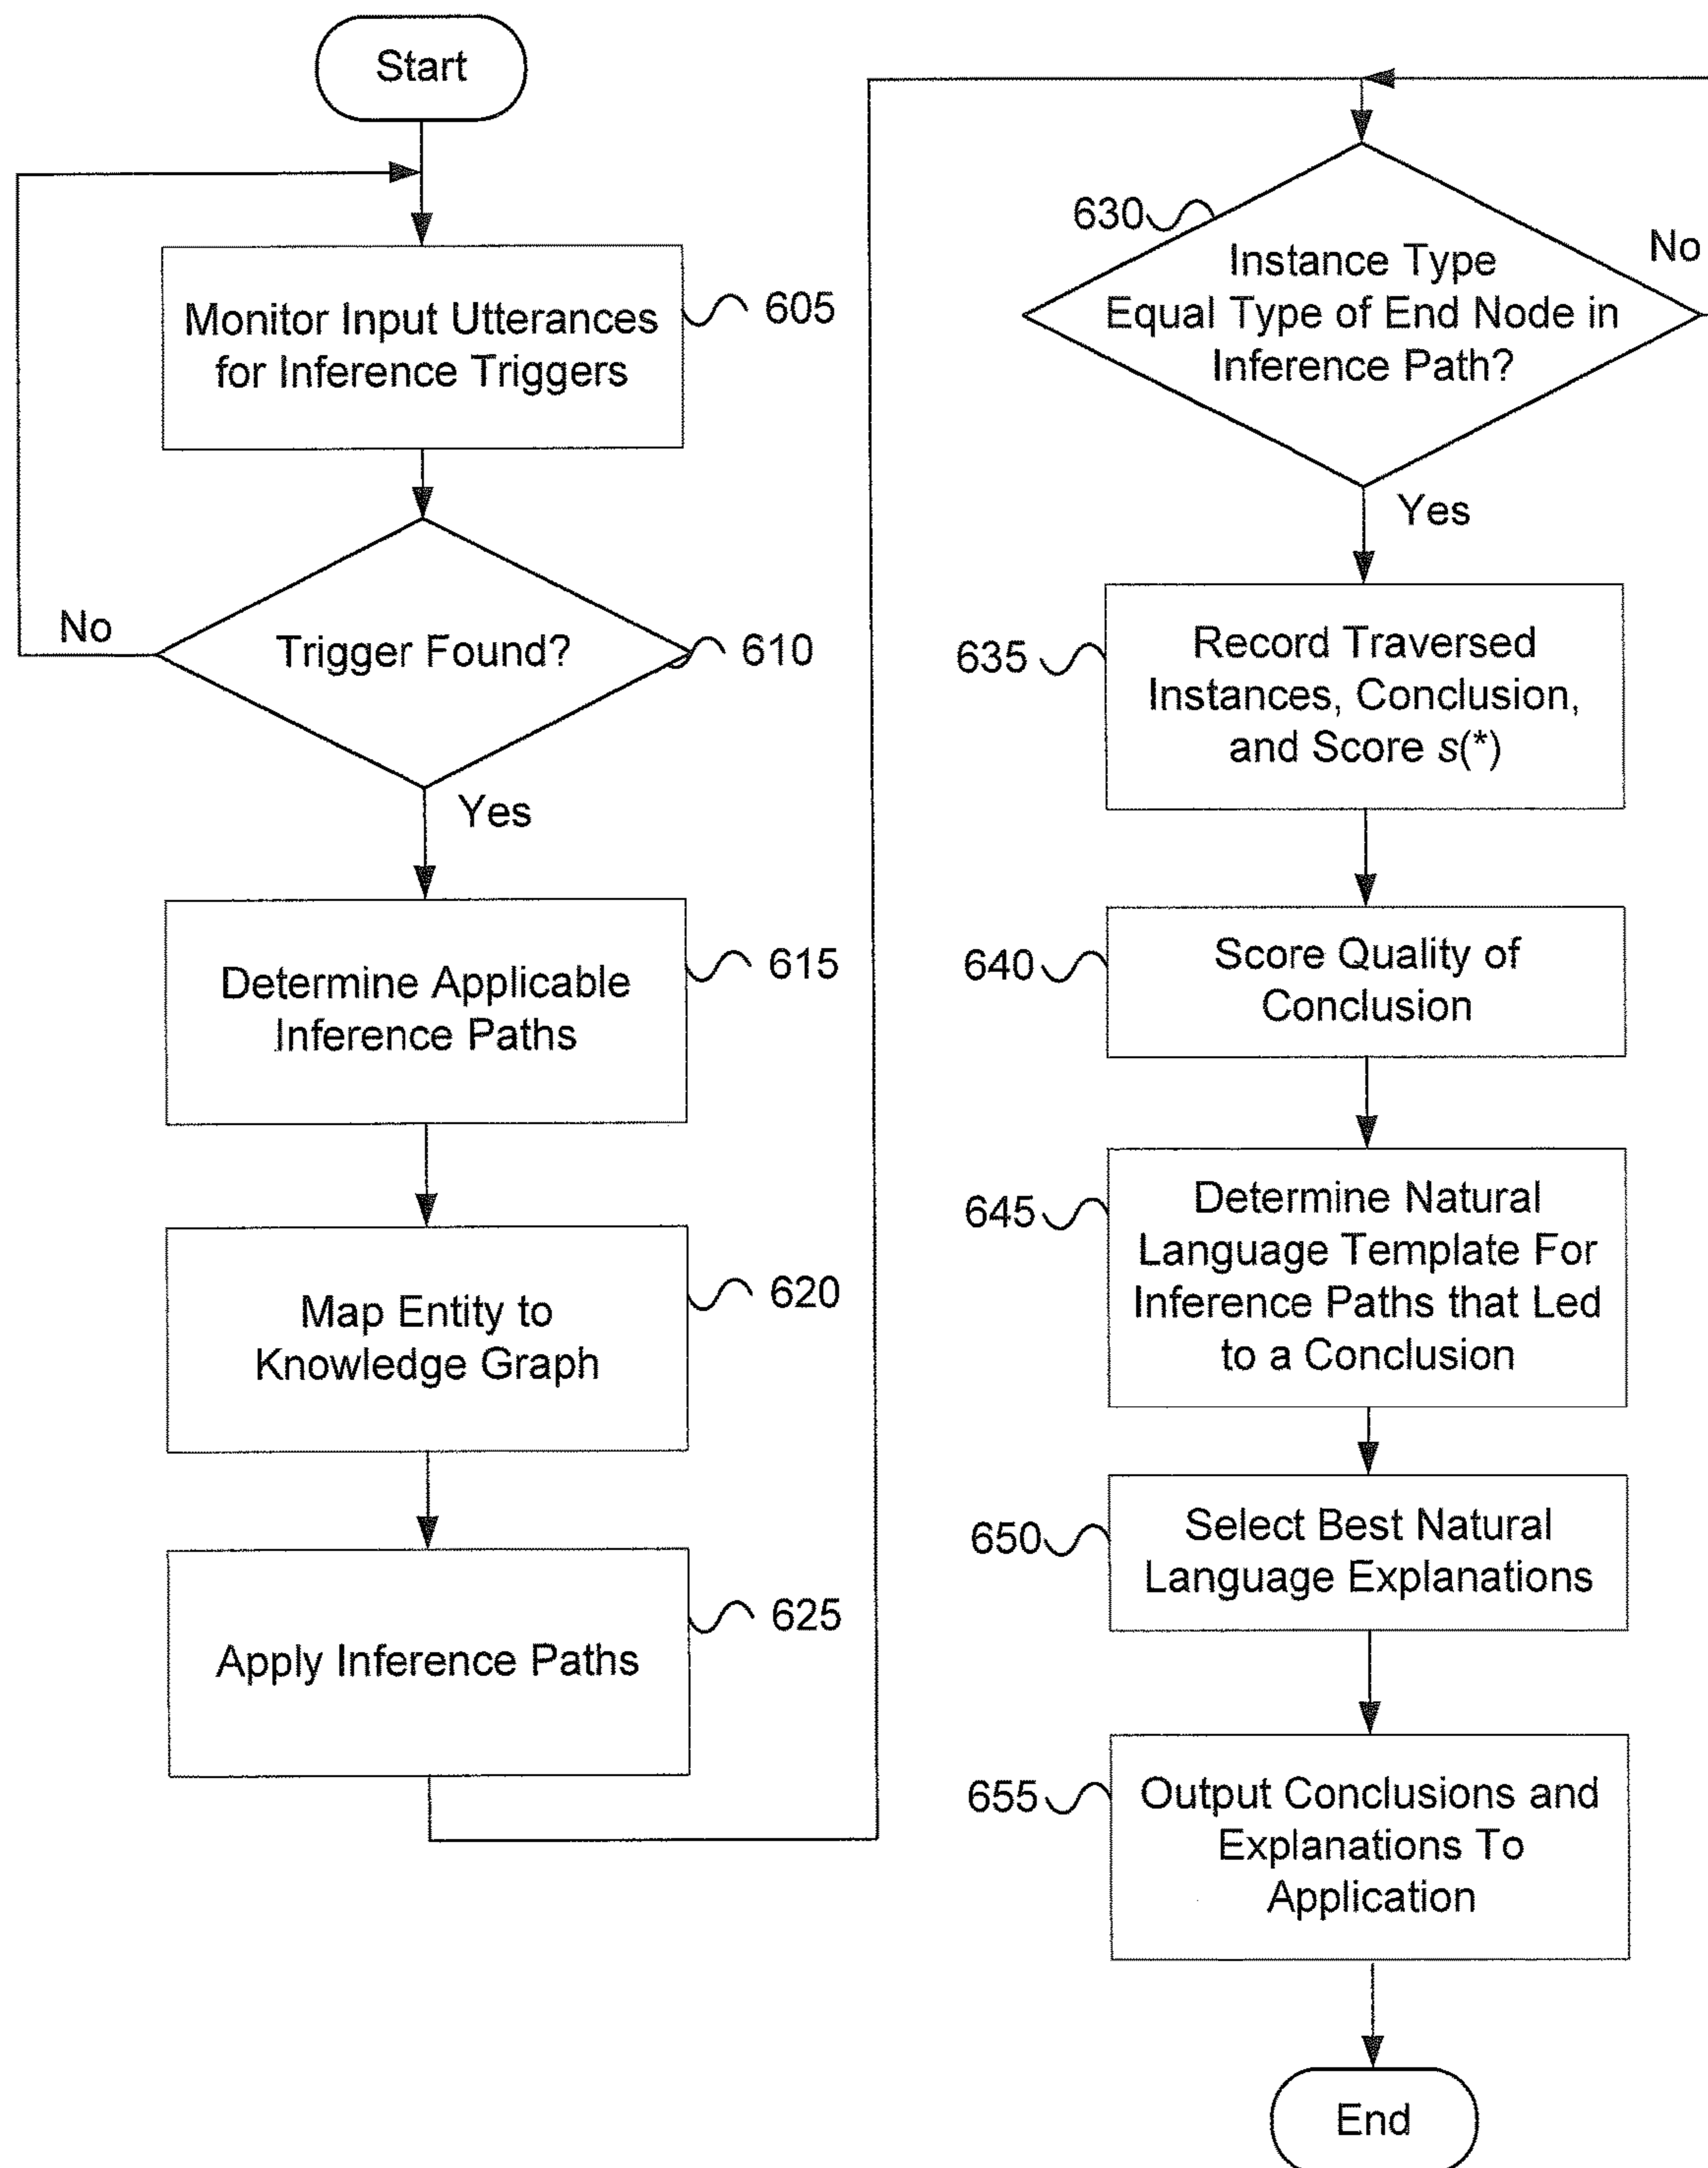 Start
Monitor Input Utterances
for Inference Triggers
605
Trigger Found?
610
No
Yes
Determine Applicable
Inference Paths
615
Map Entity to
Knowledge Graph
620
Apply Inference Paths
625
630
Instance Type
Equal Type of End Node in
Inference Path?
No
Yes
635
Record Traversed
Instances, Conclusion,
and Score s(*)
640
Score Quality of
Conclusion
645
Determine Natural
Language Template For
Inference Paths that Led
to a Conclusion
650
Select Best Natural
Language Explanations
655
Output Conclusions and
Explanations To
Application
End